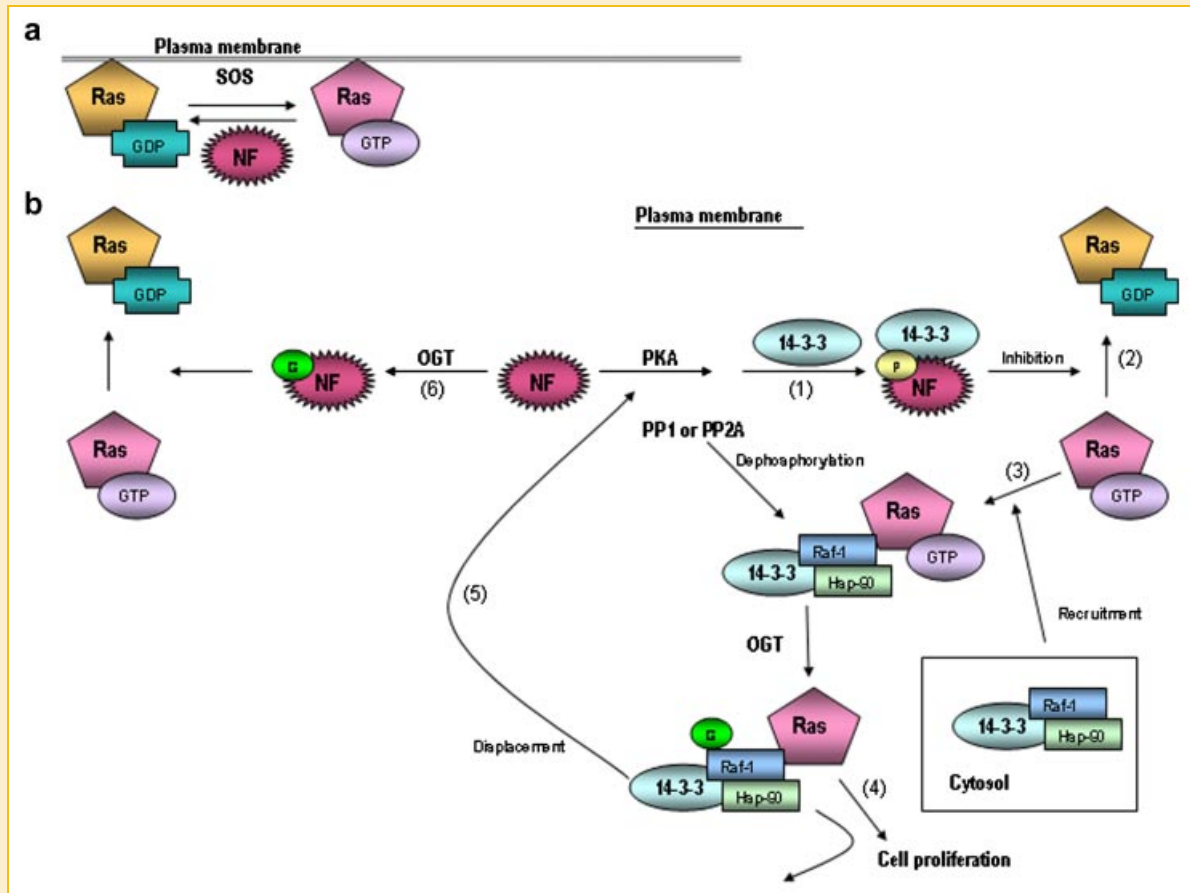 a
Plasma membrane
SOS
Ras
Ras
GDP
NF
GTP
b
Plasma membrane
Ras
GDP
Ras
GDP
14-3-3
14-3-3
OGT
PKA
Inhibition
(2)
G
NF
NF
P
NF
(6)
(1)
PP1 or PP2A
Dephosphorylation
Ras
GTP
Ras
GTP
(3)
Ras
GTP
Raf-1
14-3-3
Hsp-90
(5)
Recruitment
OGT
Ras
G
Displacement
Raf-1
14-3-3
Hsp-90
(4)
Raf-1
14-3-3
Hsp-90
Cytosol
Cell proliferation